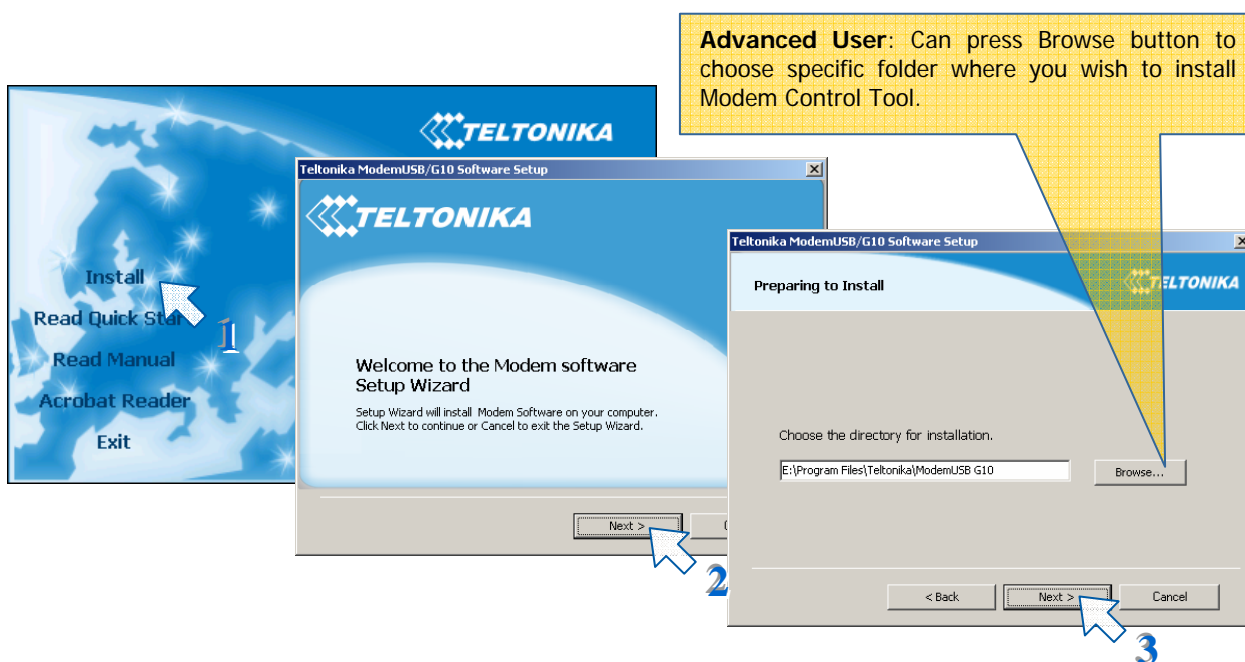 Advanced User: Can press Browse button to
choose specific folder where you wish to install
Modem Control Tool.
TELTONIKA
Install
Read Quick
Read Manual
Acrobat Reader
Exit
1
Teltonika ModemUSB/G10 Software Setup
TELTONIKA
Welcome to the Modem software
Setup Wizard
Setup Wizard will install Modem Software on your computer.
Click Next to continue or Cancel to exit the Setup Wizard.
Next >
2
Teltonika ModemUSB/G10 Software Setup
Preparing to Install
TELTONIKA
Choose the directory for installation.
E:\Program Files\Teltonika\ModemUSB G10
Browse...
< Back
Next >
Cancel
3